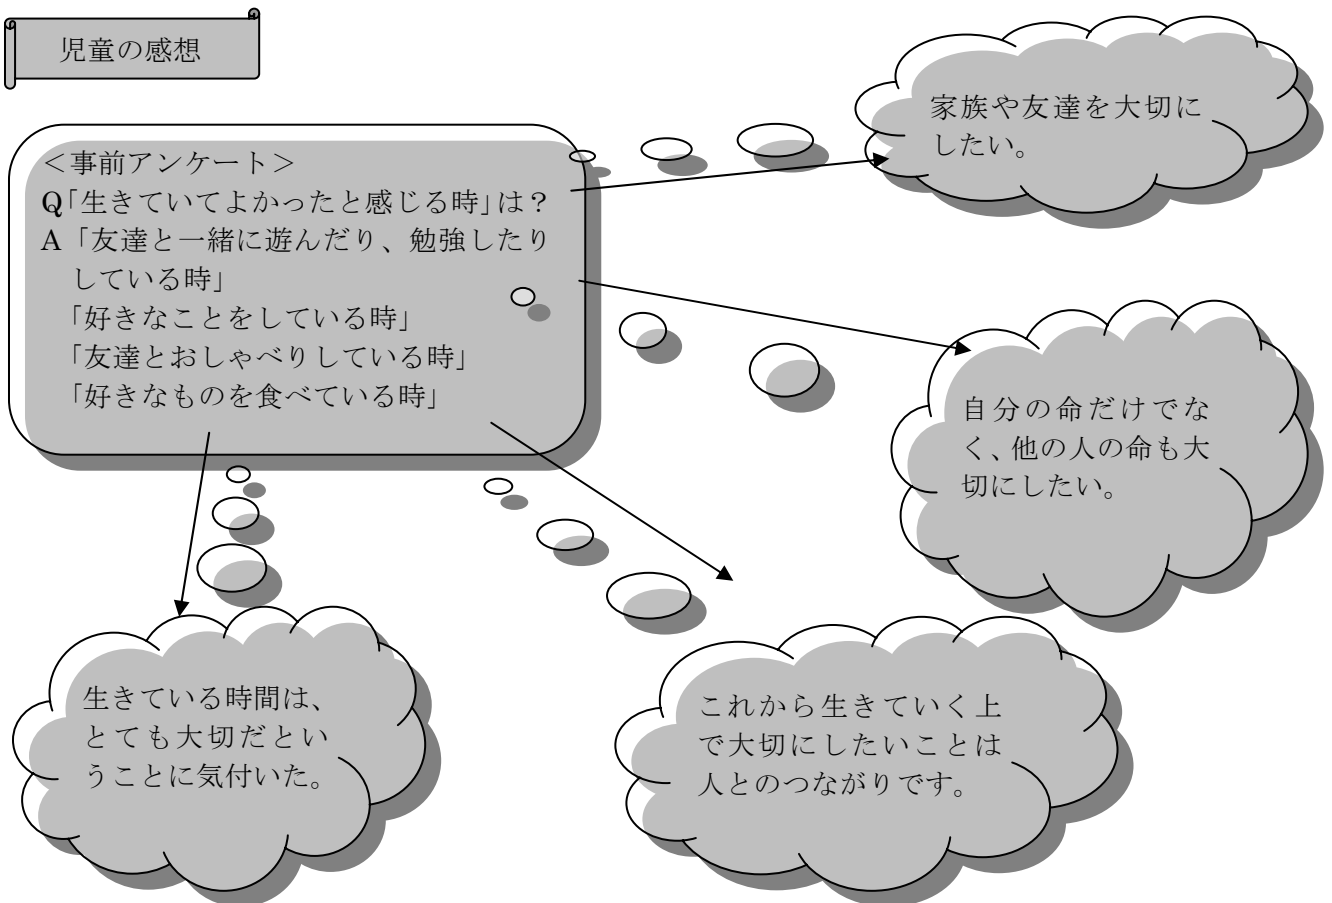 児童の感想
＜事前アンケート＞
Q「生きていてよかったと感じる時」は？
A「友達と一緒に遊んだり、勉強したり
している時」
「好きなことをしている時」
「友達とおしゃべりしている時」
「好きなものを食べている時」
家族や友達を大切に
したい。
自分の命だけでな
く、他の人の命も大
切にしたい。
生きている時間は、
とても大切だとい
うことに気付いた。
これから生きていく上
で大切にしたいことは
人とのつながりです。